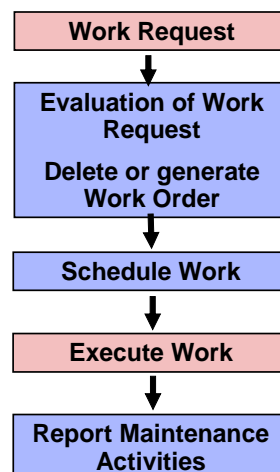 Work Request
Evaluation of Work
Request
Delete or generate
Work Order
Schedule Work
Execute Work
Report Maintenance
Activities